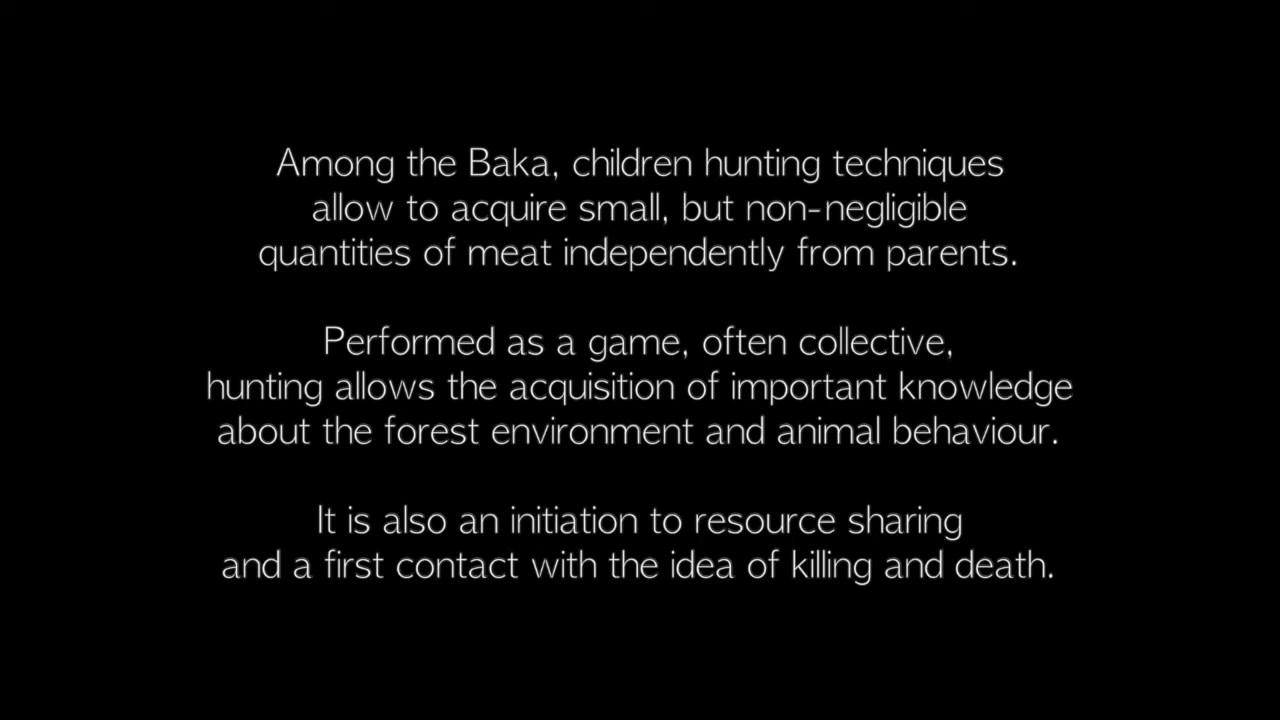 Among the Baka, children hunting techniques
allow to acquire small, but non-negligible
quantities of meat independently from parents.
Performed as a game, often collective,
hunting allows the acquisition of important knowledge
about the forest environment and animal behaviour.
It is also an initiation to resource sharing
and a first contact with the idea of killing and death.